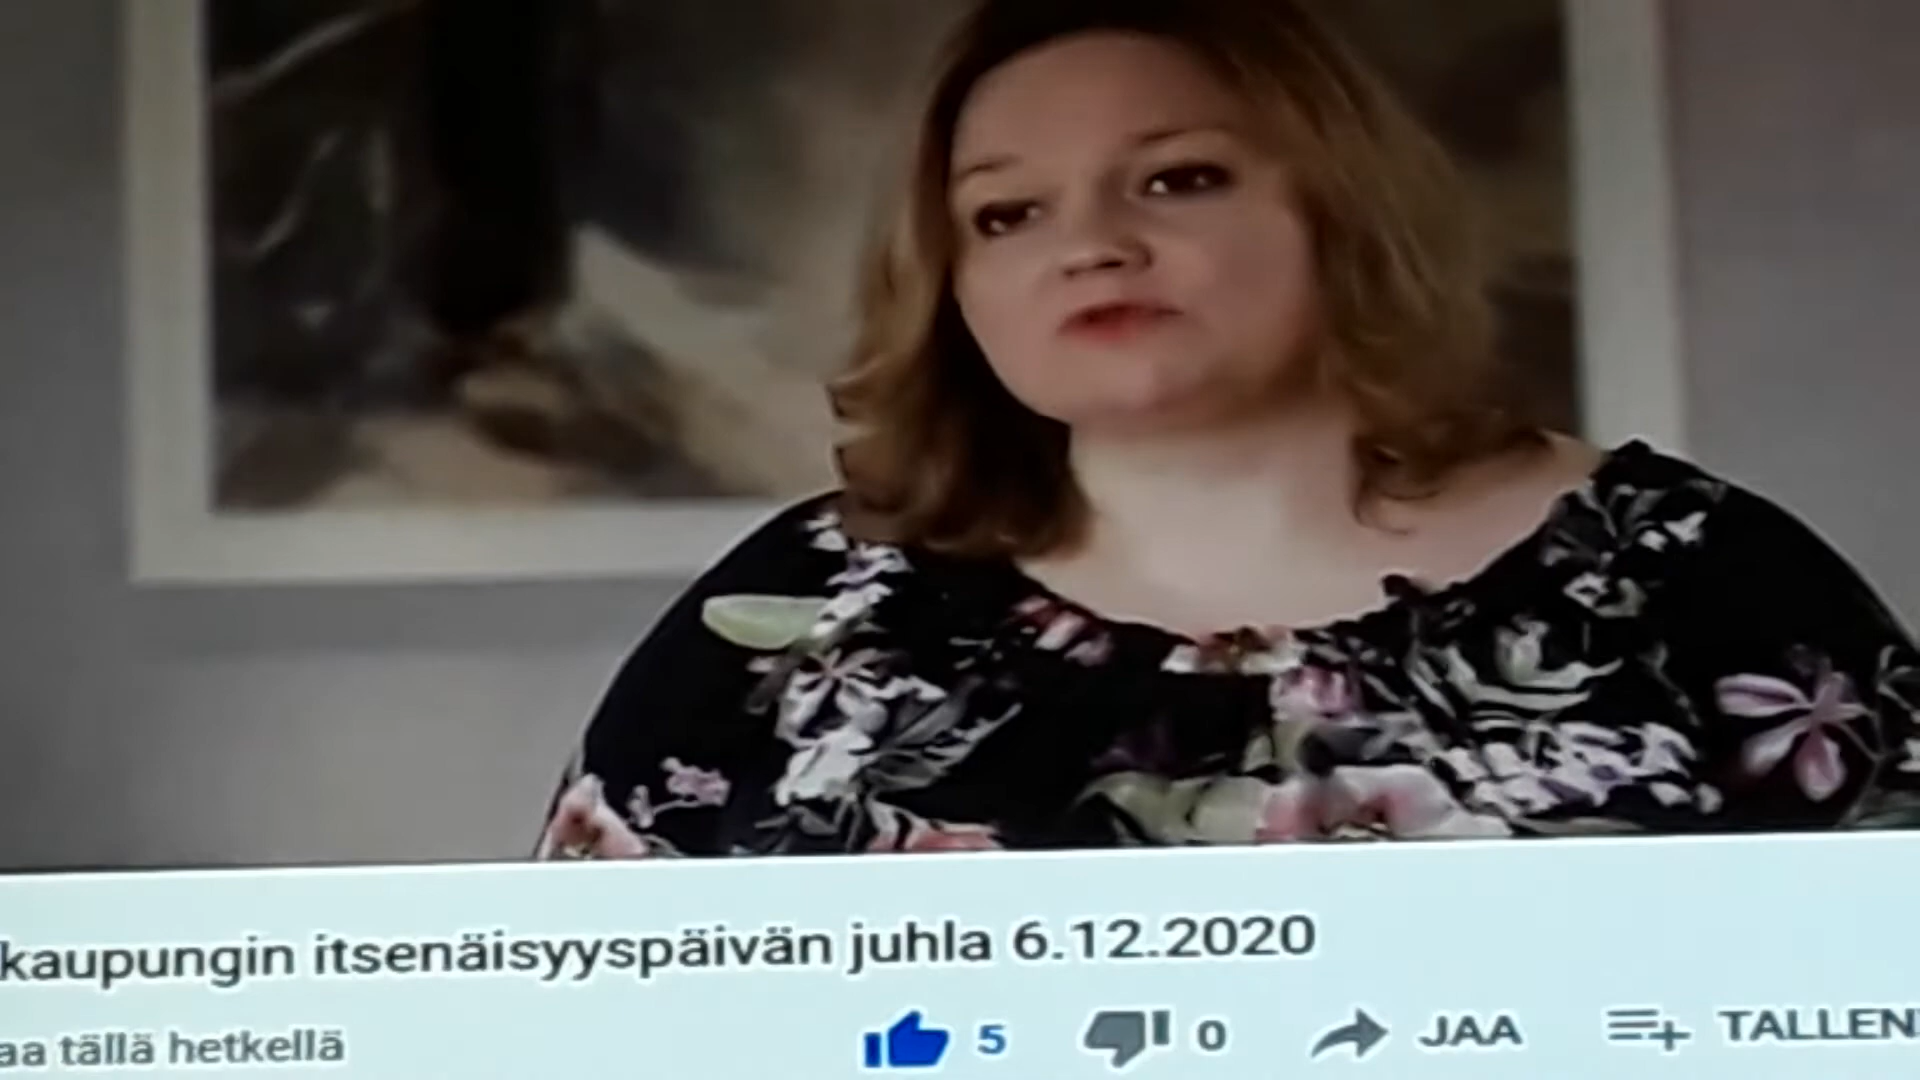 kaupungin itsenäisyyspäivän juhla 6.12.2020
aa tällä hetkellä
5 0 JAA TALLEN